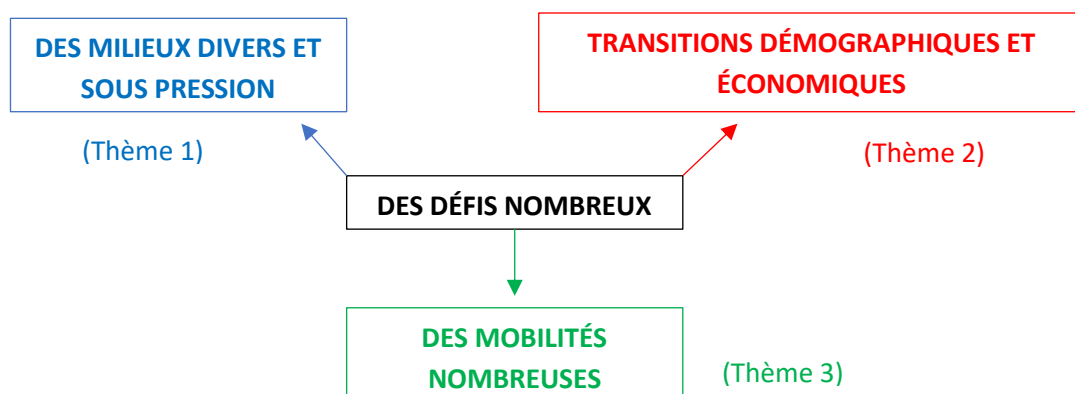 DES MILIEUX DIVERS ET
SOUS PRESSION
(Thème 1)
TRANSITIONS DÉMOGRAPHIQUES ET
ÉCONOMIQUES
(Thème 2)
DES DÉFIS NOMBREUX
DES MOBILITÉS
NOMBREUSES
(Thème 3)